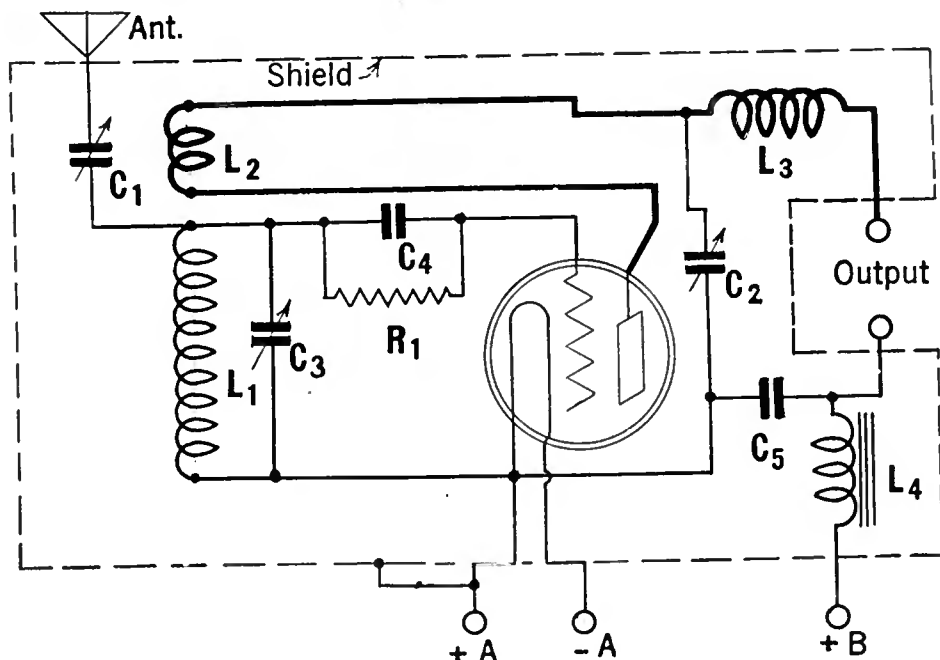 Ant.
Shield
C1
L2
L3
C4
C2
Output
R1
C3
L1
C5
L4
+ A
- A
+ B